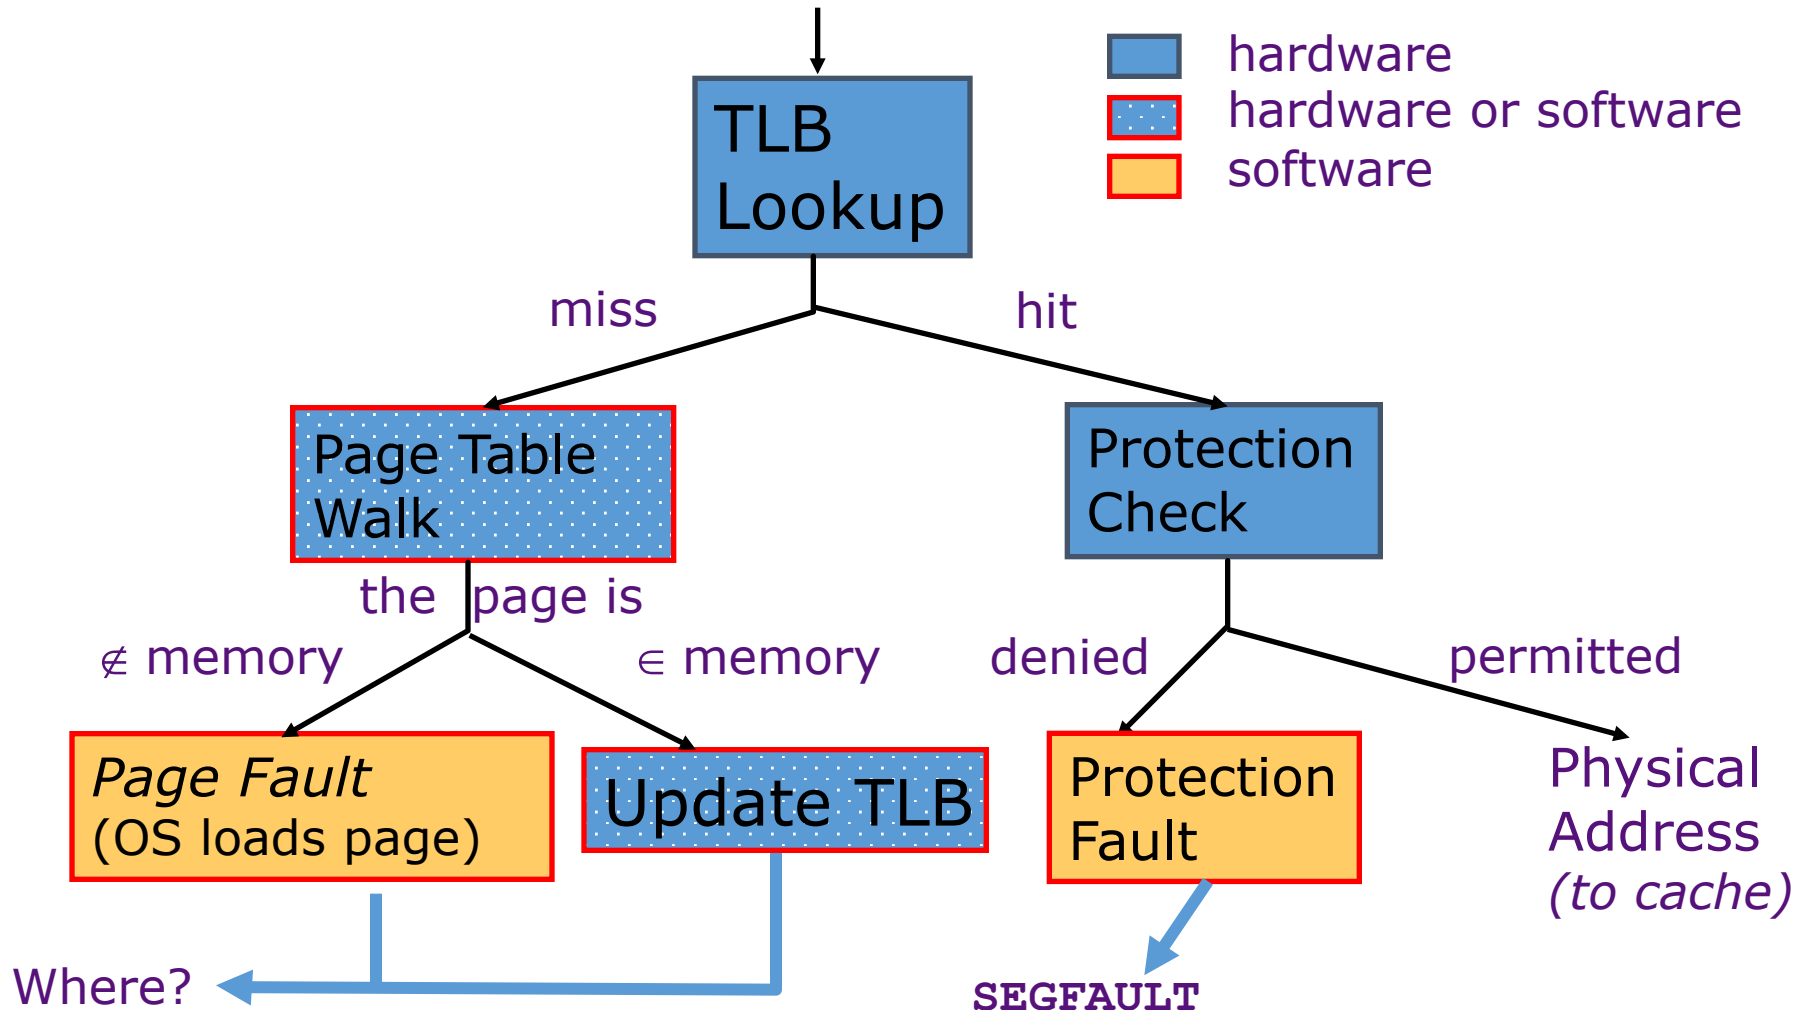 hardware
hardware or software
software
TLB
Lookup
miss
hit
Page Table
Walk
Protection
Check
the page is
∉ memory
∈ memory
denied
permitted
Page Fault
(OS loads page)
Update TLB
Protection
Fault
Physical
Address
(to cache)
Where?
SEGFAULT